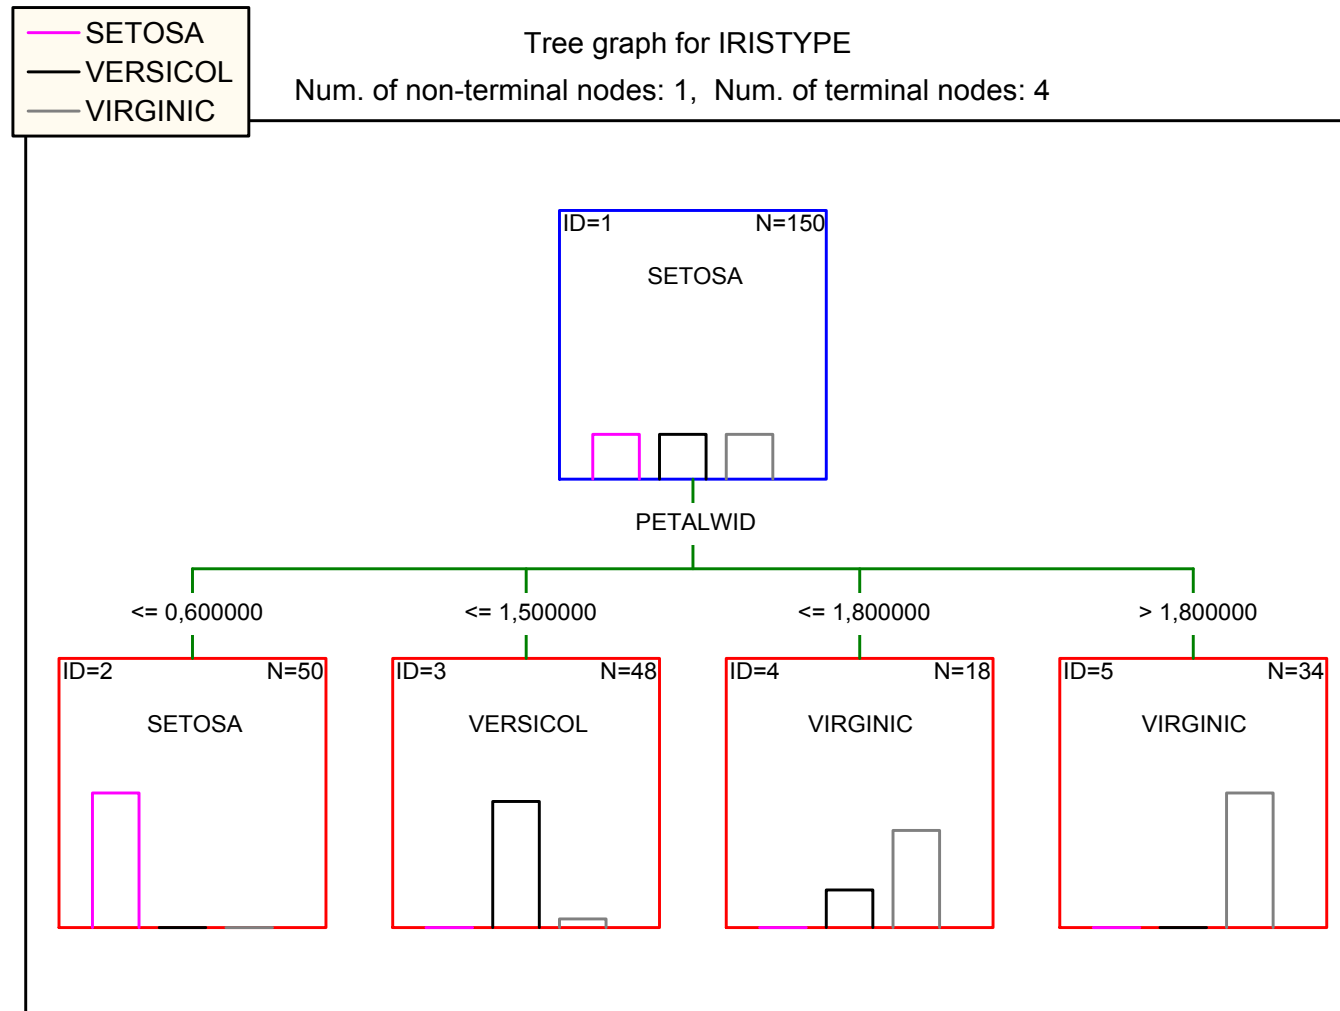 SETOSA
VERSICOL
VIRGINIC
Tree graph for IRISTYPE
Num. of non-terminal nodes: 1,  Num. of terminal nodes: 4
ID=1 N=150
SETOSA
PETALWID
<= 0,600000 <= 1,500000 <= 1,800000 > 1,800000
ID=2 N=50 ID=3 N=48 ID=4 N=18 ID=5 N=34
SETOSA VERSICOL VIRGINIC VIRGINIC